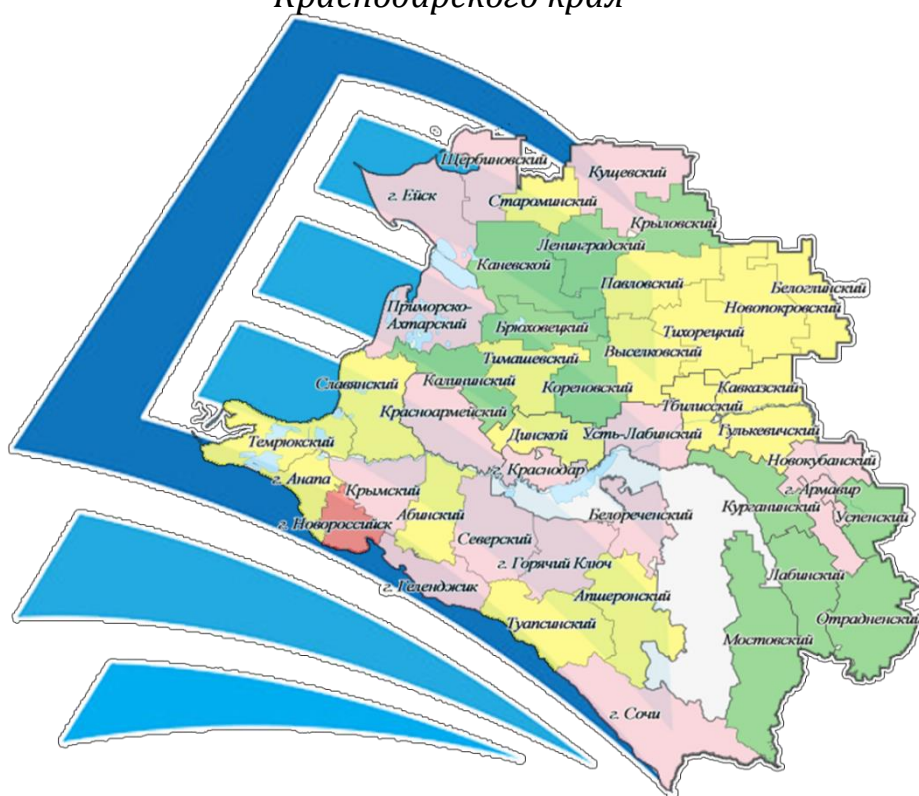 Краснодарского края
Щербиновский
Кущевский
г. Ейск
Староминский
Крыловский
Ленинградский
Каневской
Павловский
Белоглинский
Новопокровский
Приморско-
Ахтарский
Брюховецкий
Тихорецкий
Тимашевский
Выселковский
Славянский
Калининский
Кореновский
Кавказский
Тбилисский
Красноармейский
Динской
Усть-Лабинский
Гулькевичский
Темрюкский
г. Краснодар
Новокубанский
г. Анапа
Крымский
г. Армавир
Абинский
Белореченский
Курганинский
Успенский
г. Новороссийск
Северский
г. Горячий Ключ
г. Геленджик
Апшеронский
Лабинский
Туапсинский
Мостовский
Отрадненский
г. Сочи